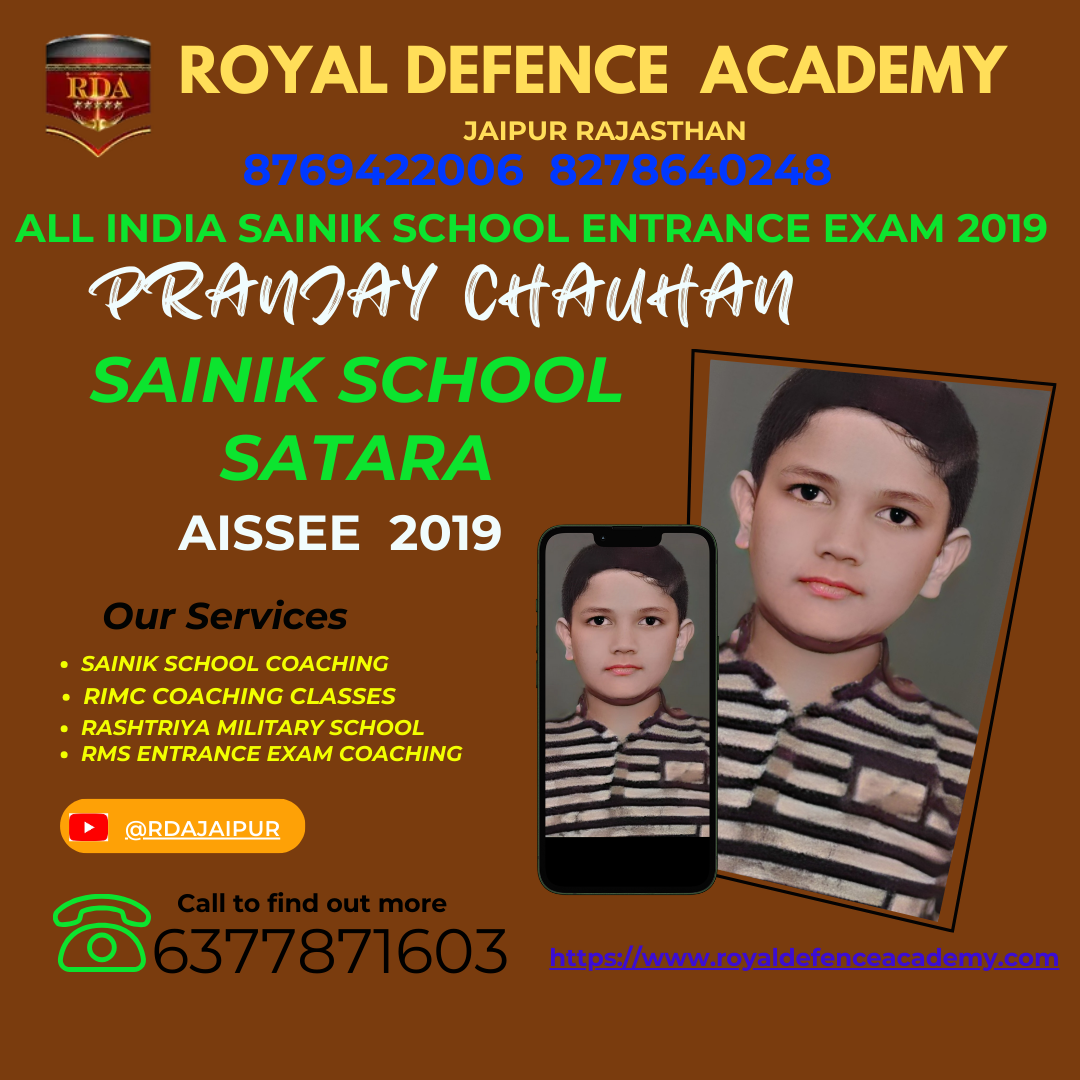 RDA
ROYAL DEFENCE ACADEMY
JAIPUR RAJASTHAN
8769422006 8278640248
ALL INDIA SAINIK SCHOOL ENTRANCE EXAM 2019
PRANJAY CHAUHAN
SAINIK SCHOOL
SATARA
AISSEE 2019
Our Services
• SAINIK SCHOOL COACHING
• RIMC COACHING CLASSES
• RASHTRIYA MILITARY SCHOOL
• RMS ENTRANCE EXAM COACHING
@RDAJAIPUR
Call to find out more
6377871603
https://www.royaldefenceacademy.com